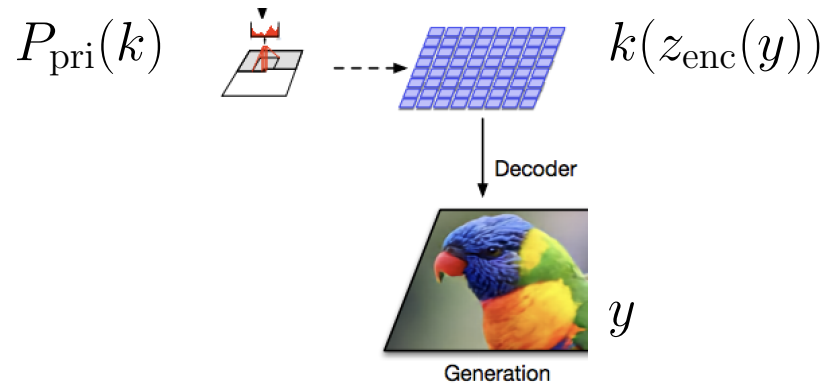 P_pri(k)
k(z_enc(y))
Decoder
y
Generation